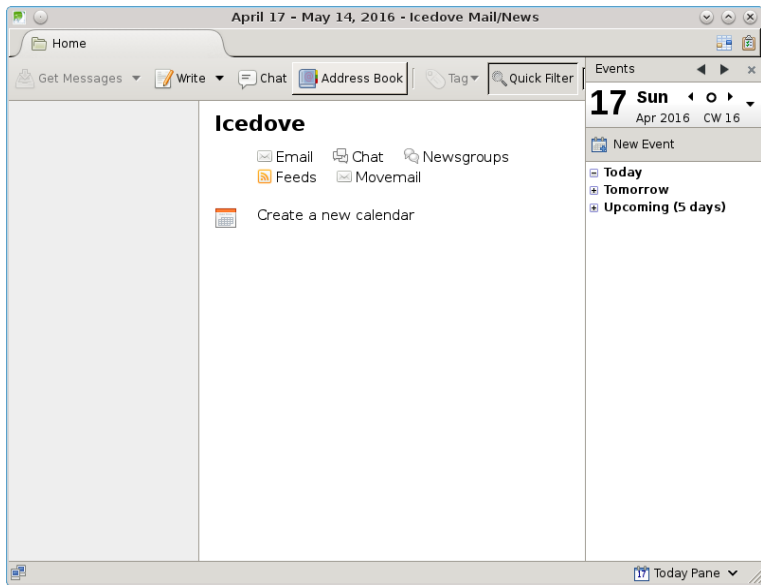 April 17 – May 14, 2016 - Icedove Mail/News
Home
Get Messages Write Chat Address Book Tag Quick Filter
Events
17 Sun
Apr 2016 CW 16
New Event
Today
Tomorrow
Upcoming (5 days)
Icedove
Email Chat Newsgroups
Feeds Movemail
Create a new calendar
17 Today Pane